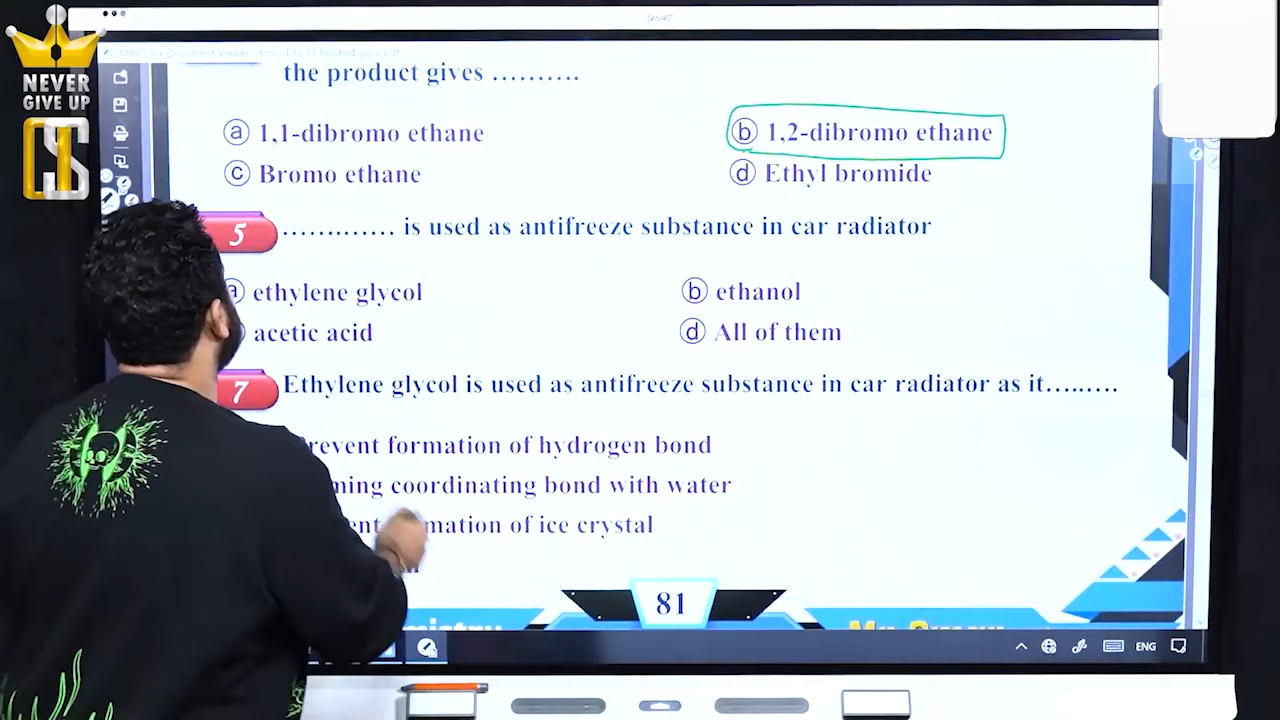 SMART
NEVER
GIVE UP
CS
the product gives ..........
ⓐ 1,1-dibromo ethane
ⓑ 1,2-dibromo ethane
ⓒ Bromo ethane
ⓓ Ethyl bromide
5 ............. is used as antifreeze substance in car radiator
ⓐ ethylene glycol
ⓑ ethanol
acetic acid
ⓓ All of them
7 Ethylene glycol is used as antifreeze substance in car radiator as it.........
revent formation of hydrogen bond
ming coordinating bond with water
ent mation of ice crystal
81
ENG